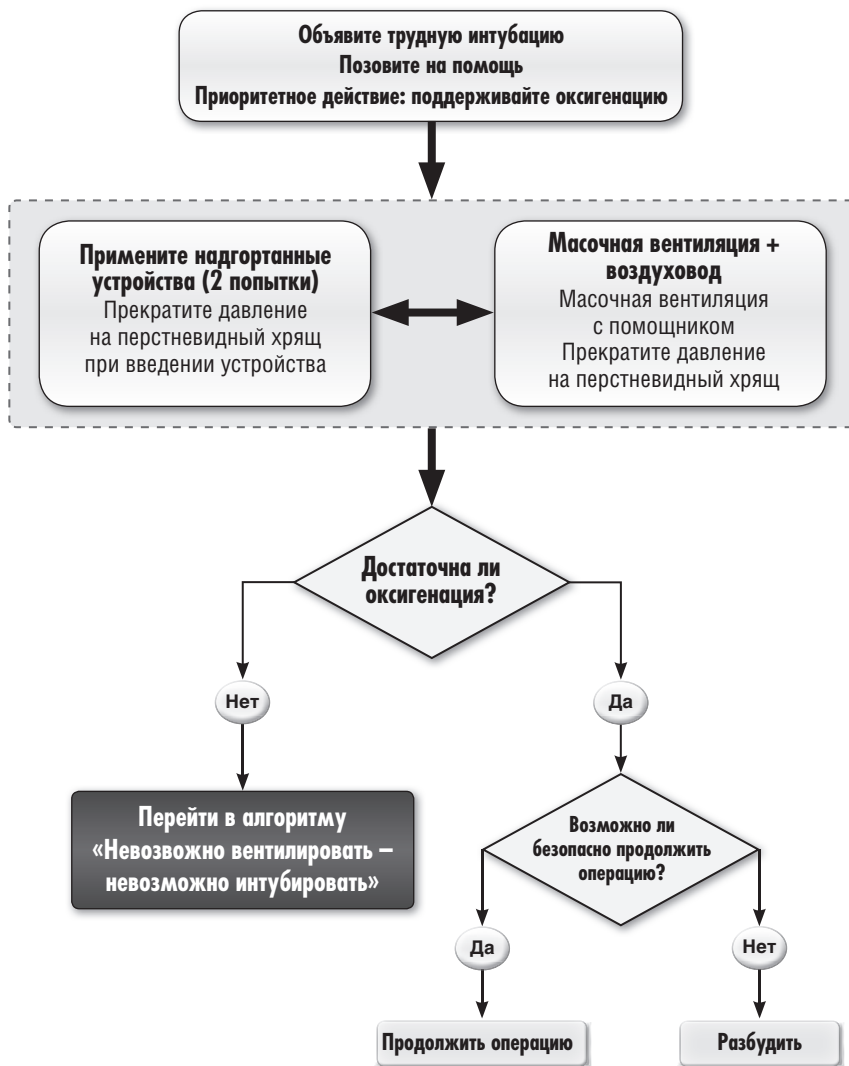 Объявите трудную интубацию
Позовите на помощь
Приоритетное действие: поддерживайте оксигенацию
Примените надгортанные
устройства (2 попытки)
Прекратите давление
на перстневидный хрящ
при введении устройства
Масочная вентиляция +
воздуховод
Масочная вентиляция
с помощником
Прекратите давление
на перстневидный хрящ
Достаточна ли
оксигенация?
Нет
Да
Перейти в алгоритму
«Невозвожно вентилировать –
невозможно интубировать»
Возможно ли
безопасно продолжить
операцию?
Да
Нет
Продолжить операцию
Разбудить